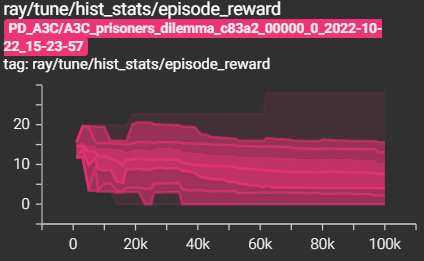 ray/tune/hist_stats/episode_reward
PD_A3C/A3C_prisoners_dilemma_c83a2_00000_0_2022-10-
22_15-23-57
tag: ray/tune/hist_stats/episode_reward
20
10
0
0 20k 40k 60k 80k 100k